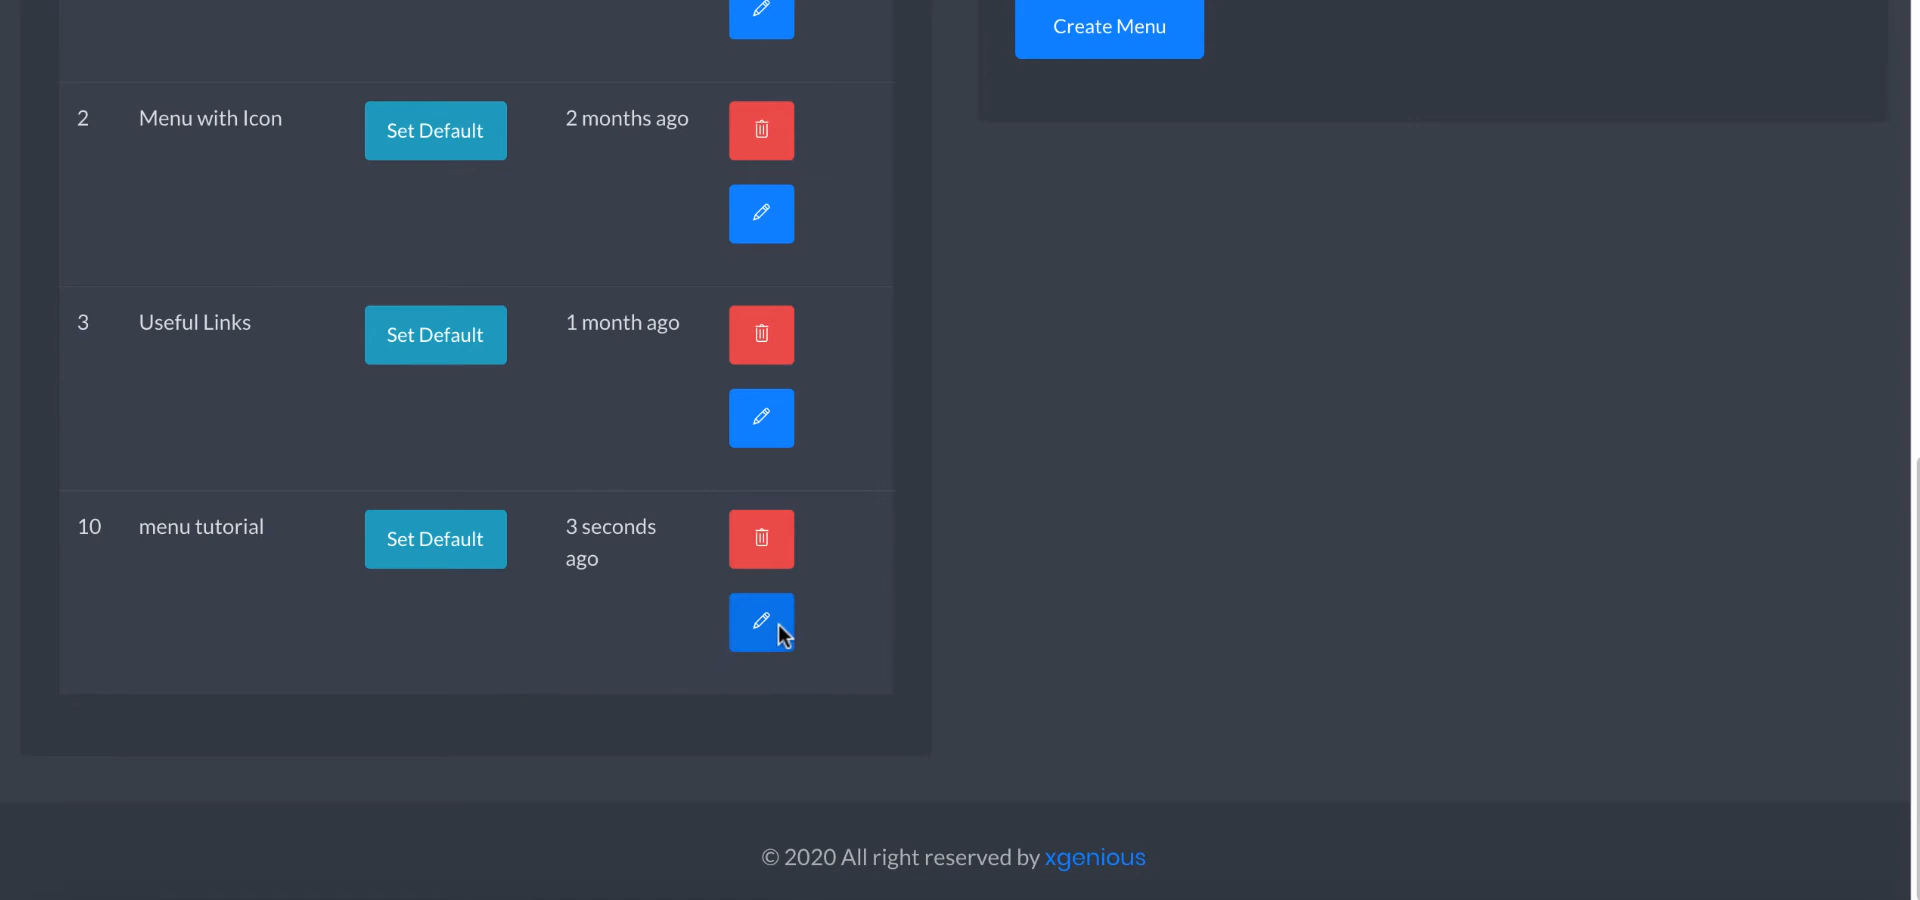 Create Menu
2 Menu with Icon Set Default 2 months ago
3 Useful Links Set Default 1 month ago
10 menu tutorial Set Default 3 seconds
ago
© 2020 All right reserved by xgenious